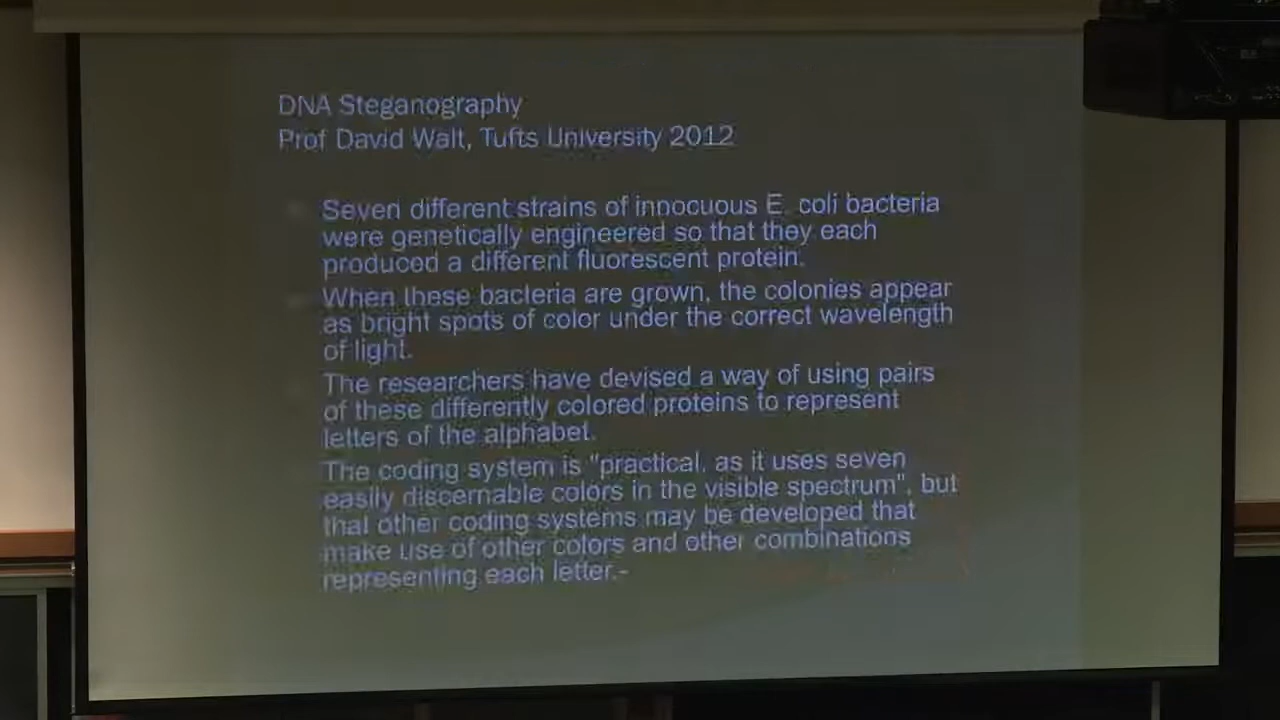 DNA Steganography
Prof David Walt, Tufts University 2012
Seven different strains of innocuous E. coli bacteria
were genetically engineered so that they each
produced a different fluorescent protein.
When these bacteria are grown, the colonies appear
as bright spots of color under the correct wavelength
of light.
The researchers have devised a way of using pairs
of these differently colored proteins to represent
letters of the alphabet.
The coding system is "practical, as it uses seven
easily discernable colors in the visible spectrum", but
that other coding systems may be developed that
make use of other colors and other combinations
representing each letter.-